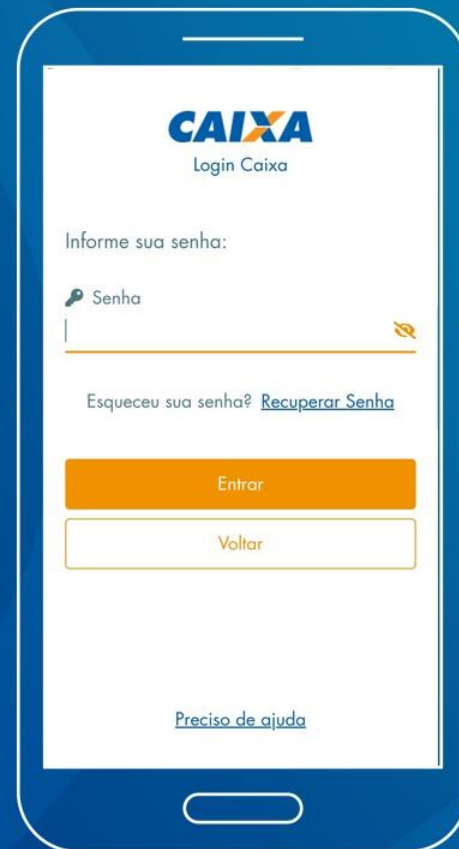 CAIXA
Login Caixa
Informe sua senha:
Senha
Esqueceu sua senha? Recuperar Senha
Entrar
Voltar
Preciso de ajuda